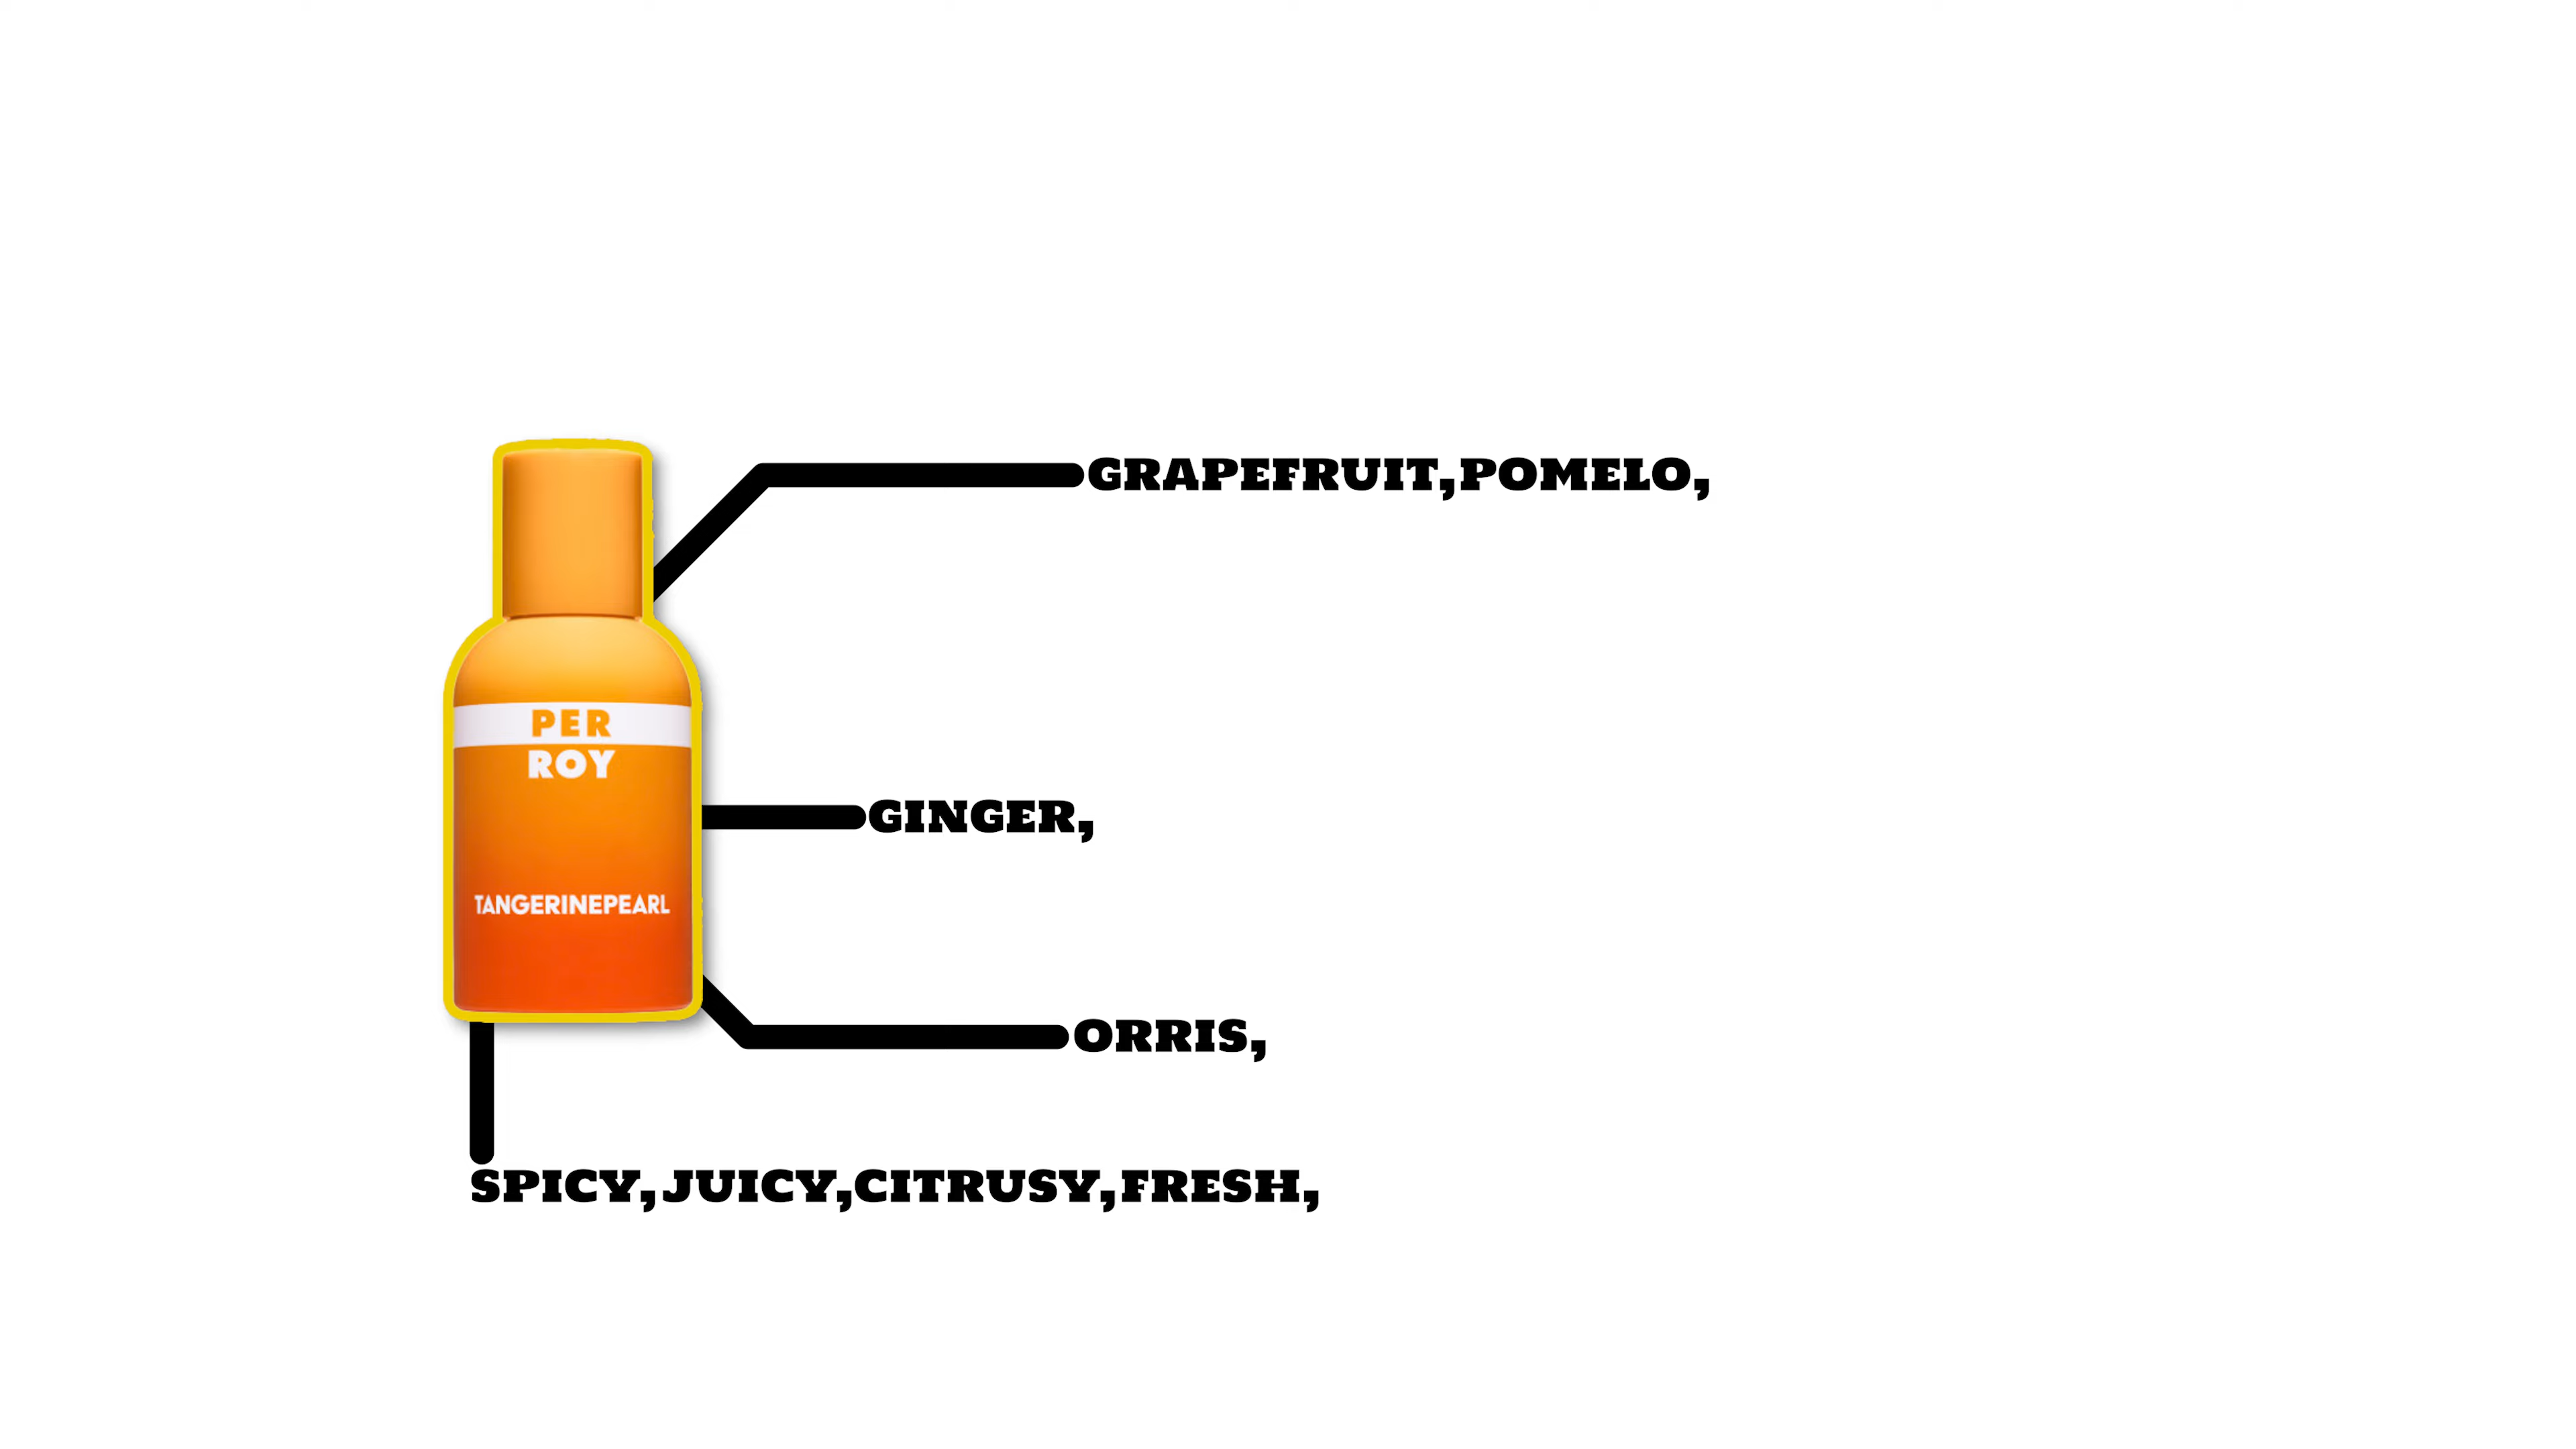 GRAPEFRUIT,POMELO,
PER
ROY
GINGER,
TANGERINEPEARL
ORRIS,
SPICY,JUICY,CITRUSY,FRESH,